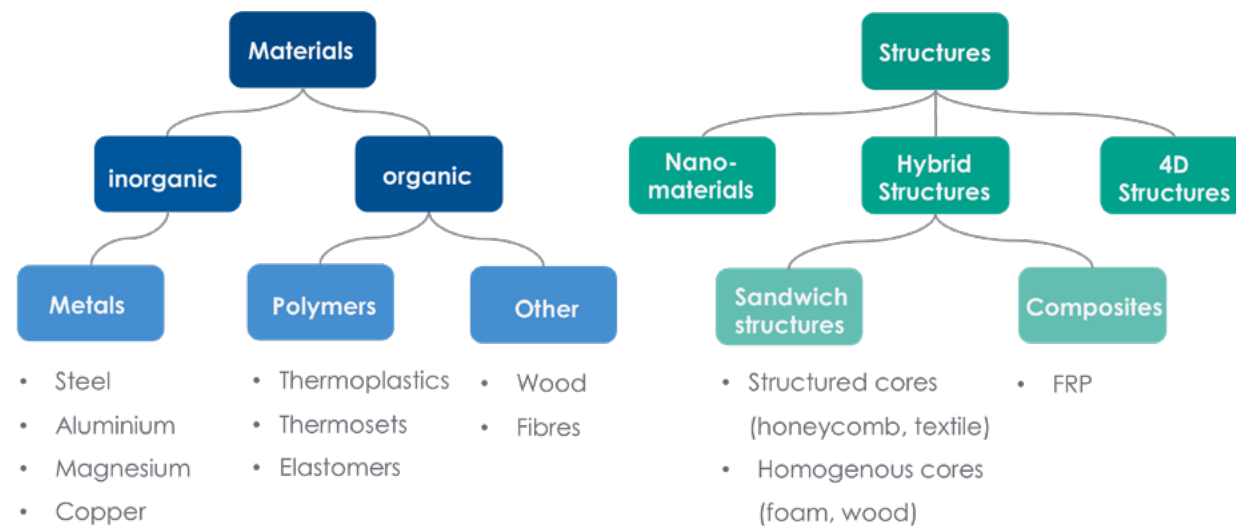 Materials
Structures
inorganic
organic
Nano-
materials
Hybrid
Structures
4D
Structures
Metals
Polymers
Other
Sandwich
structures
Composites
• Steel
• Aluminium
• Magnesium
• Copper
• Thermoplastics
• Thermosets
• Elastomers
• Wood
• Fibres
• Structured cores
(honeycomb, textile)
• Homogenous cores
(foam, wood)
• FRP